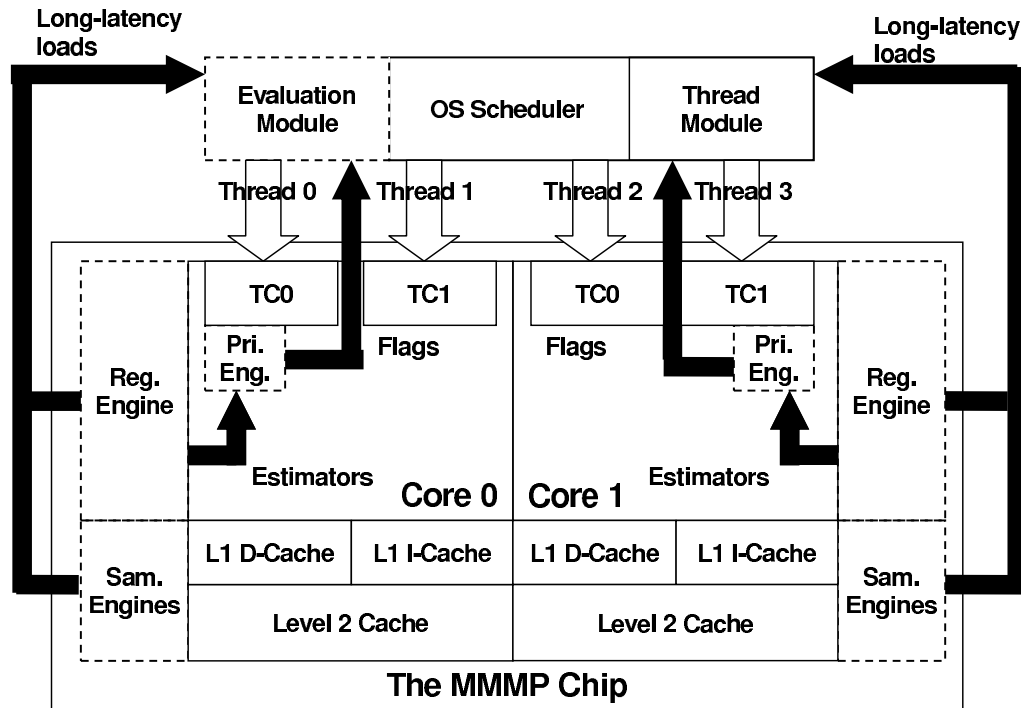 Long-latency
loads
Long-latency
loads
Evaluation
Module
OS Scheduler
Thread
Module
Thread 0
Thread 1
Thread 2
Thread 3
TC0
TC1
TC0
TC1
Pri.
Eng.
Flags
Flags
Pri.
Eng.
Reg.
Engine
Reg.
Engine
Estimators
Estimators
Core 0
Core 1
L1 D-Cache
L1 I-Cache
L1 D-Cache
L1 I-Cache
Sam.
Engines
Sam.
Engines
Level 2 Cache
Level 2 Cache
The MMMP Chip